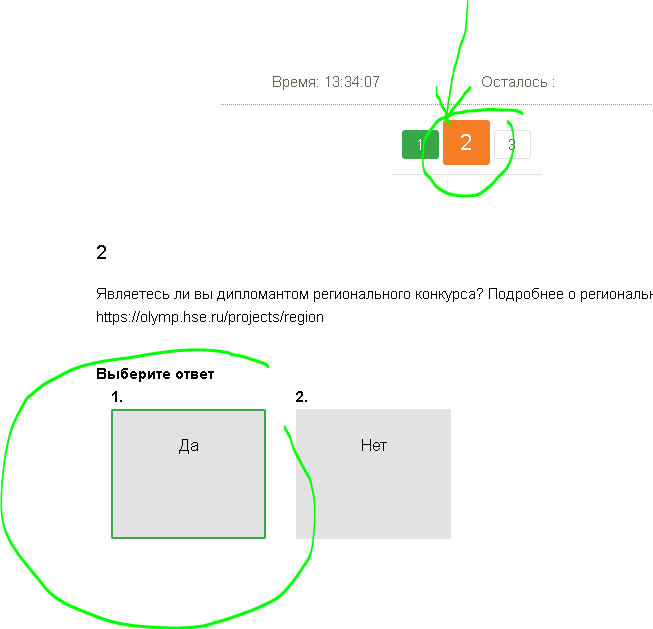 Время: 13:34:07 Осталось :
1 2 3
2
Являетесь ли вы дипломантом регионального конкурса? Подробнее о региональн
https://olymp.hse.ru/projects/region
Выберите ответ
1. 2.
Да Нет